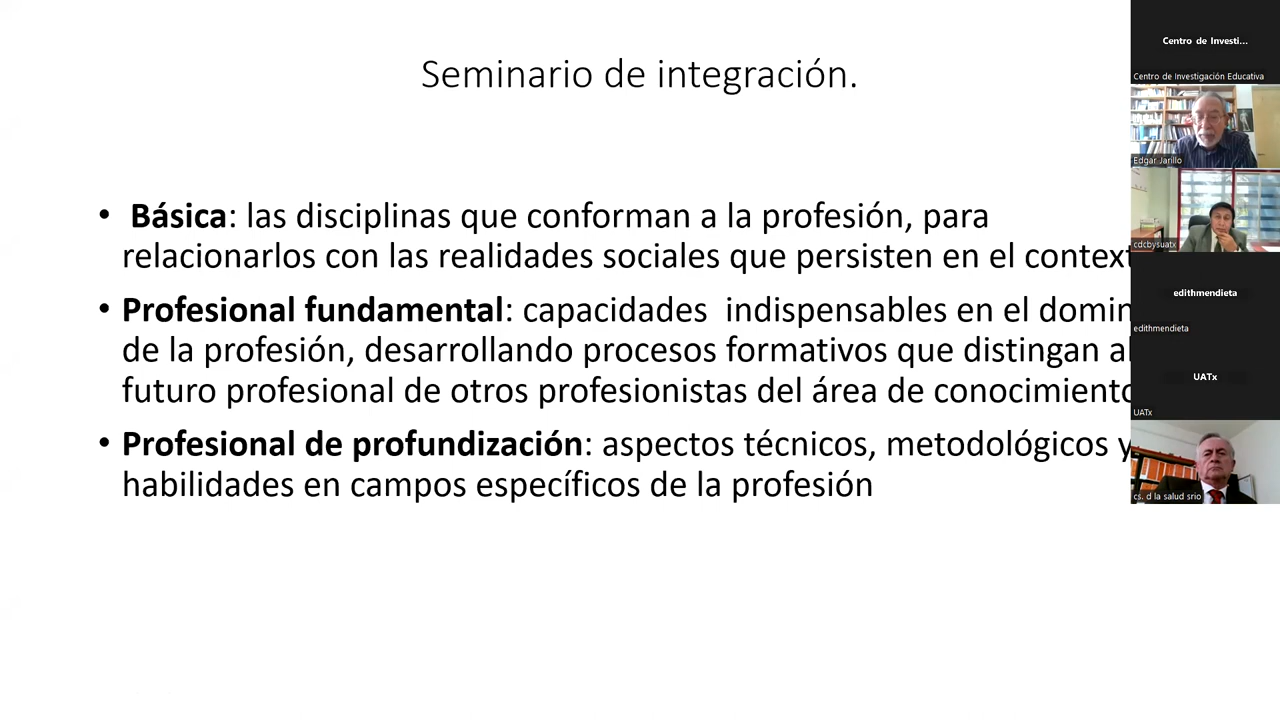 Seminario de integración.
• Básica: las disciplinas que conforman a la profesión, para
relacionarlos con las realidades sociales que persisten en el
• Profesional fundamental: capacidades indispensables en el
de la profesión, desarrollando procesos formativos que distingan al
futuro profesional de otros profesionistas del área de conocimiento
• Profesional de profundización: aspectos técnicos, metodológicos y
habilidades en campos específicos de la profesión
Centro de Investi...
Centro de Investigación Educativa
Edgar Jarillo
cdcbysuatx
edithmendieta
edithmendieta
UATx
UATx
cs. d la salud srio